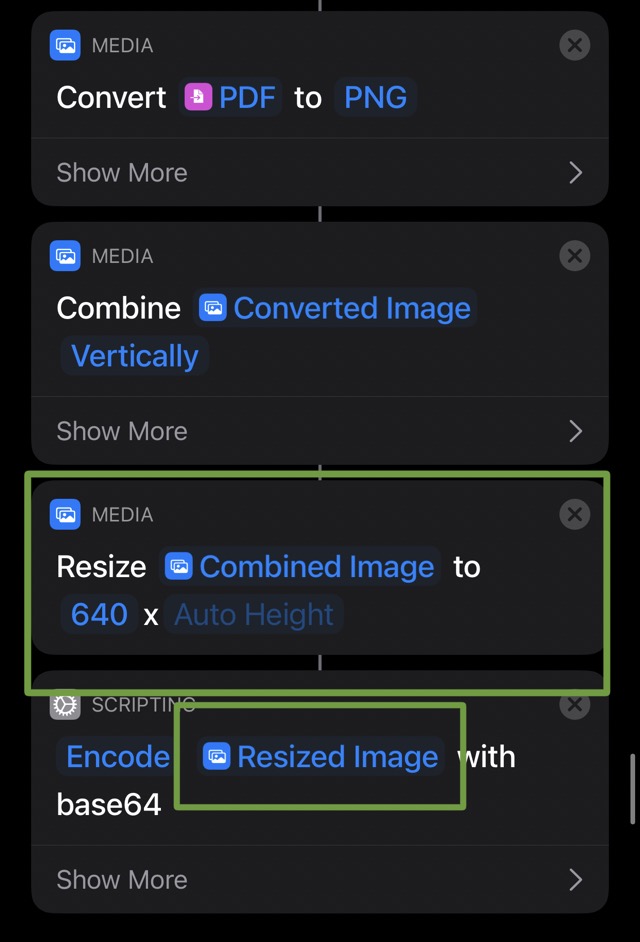 MEDIA
Convert PDF to PNG
Show More
MEDIA
Combine Converted Image
Vertically
Show More
MEDIA
Resize Combined Image to
640 x Auto Height
SCRIPTING
Encode Resized Image with
base64
Show More